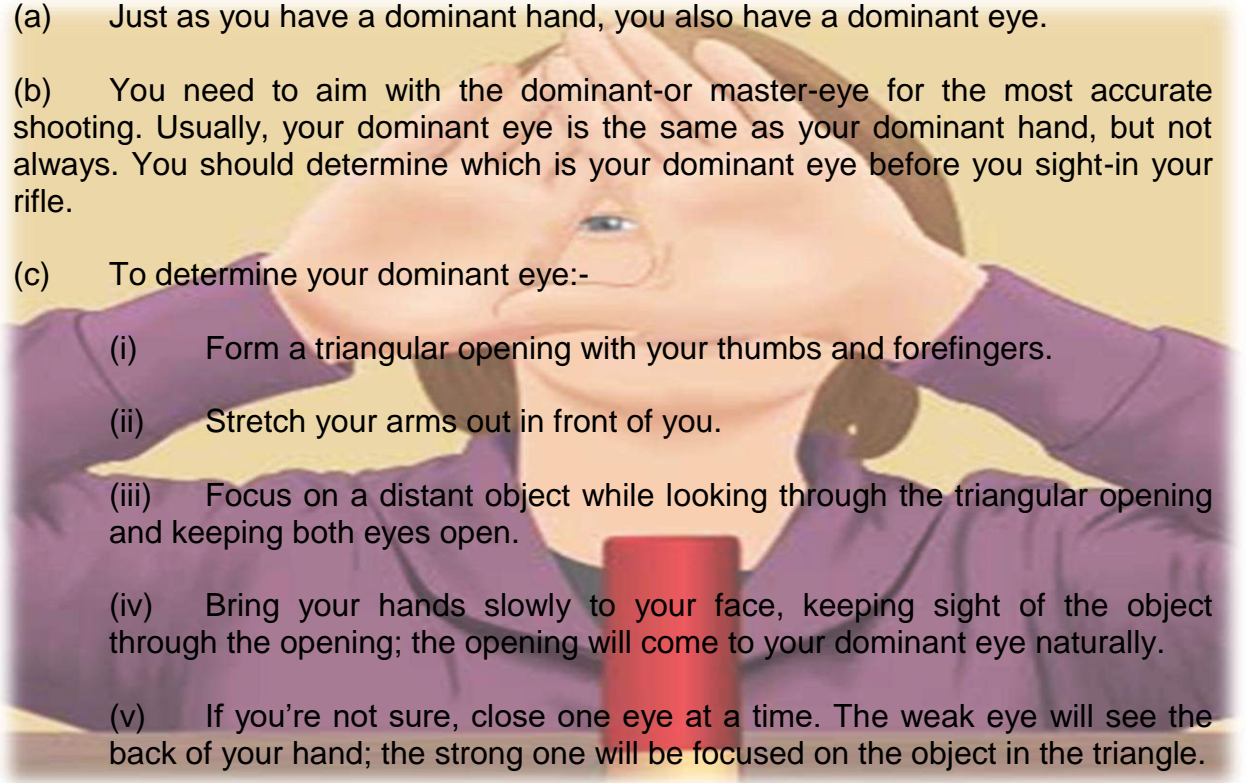 (a) Just as you have a dominant hand, you also have a dominant eye.
(b) You need to aim with the dominant-or master-eye for the most accurate
shooting. Usually, your dominant eye is the same as your dominant hand, but not
always. You should determine which is your dominant eye before you sight-in your
rifle.
(c) To determine your dominant eye:-
(i) Form a triangular opening with your thumbs and forefingers.
(ii) Stretch your arms out in front of you.
(iii) Focus on a distant object while looking through the triangular opening
and keeping both eyes open.
(iv) Bring your hands slowly to your face, keeping sight of the object
through the opening; the opening will come to your dominant eye naturally.
(v) If you’re not sure, close one eye at a time. The weak eye will see the
back of your hand; the strong one will be focused on the object in the triangle.